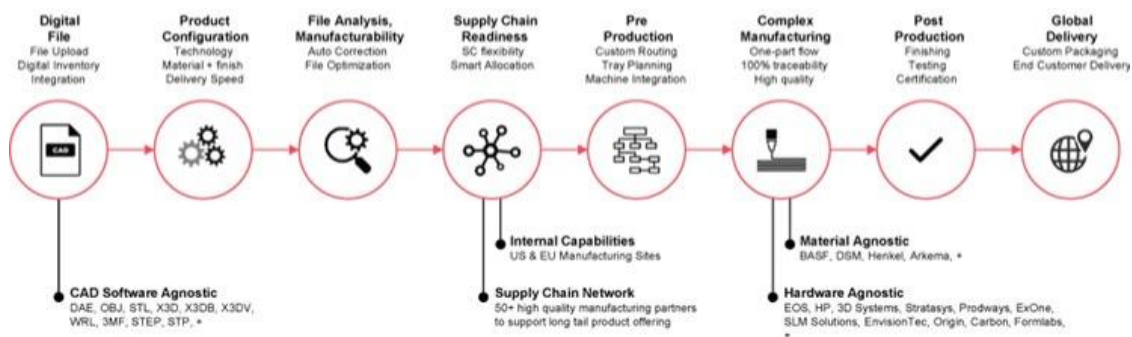 Digital
File
File Upload
Digital Inventory
Integration
Product
Configuration
Technology
Material + finish
Delivery Speed
File Analysis,
Manufacturability
Auto Correction
File Optimization
Supply Chain
Readiness
SC flexibility
Smart Allocation
Pre
Production
Custom Routing
Tray Planning
Machine Integration
Complex
Manufacturing
One-part flow
100% traceability
High quality
Post
Production
Finishing
Testing
Certification
Global
Delivery
Custom Packaging
End Customer Delivery
CAD
Internal Capabilities
US & EU Manufacturing Sites
Material Agnostic
BASF, DSM, Henkel, Arkema, +
CAD Software Agnostic
DAE, OBJ, STL, X3D, X3DB, X3DV,
WRL, 3MF, STEP, STP, +
Supply Chain Network
50+ high quality manufacturing partners
to support long tail product offering
Hardware Agnostic
EOS, HP, 3D Systems, Stratasys, Prodways, ExOne,
SLM Solutions, EnvisionTec, Origin, Carbon, Formlabs,
+